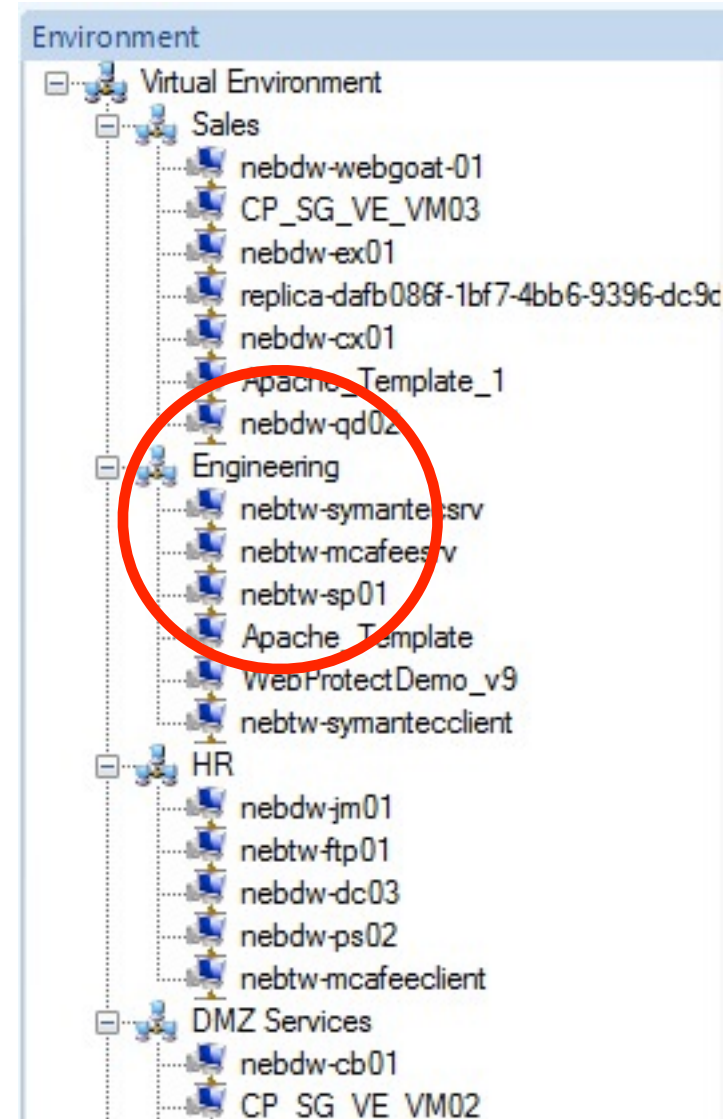 Environment
Virtual Environment
Sales
nebdw-webgoat-01
CP_SG_VE_VM03
nebdw-ex01
replica-dafb086f-1bf7-4bb6-9396-dc9d
nebdw-cx01
Apache_Template_1
nebdw-qd02
Engineering
nebtw-symantecsrv
nebtw-mcafeesrv
nebtw-sp01
Apache_Template
WebProtectDemo_v9
nebtw-symantecclient
HR
nebdw-jm01
nebtw-ftp01
nebdw-dc03
nebdw-ps02
nebtw-mcafeeclient
DMZ Services
nebdw-cb01
CP_SG_VE_VM02